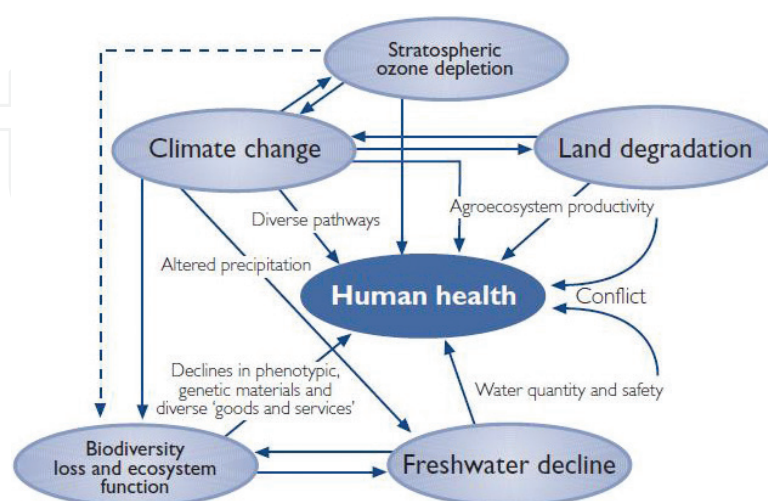 Stratospheric
ozone depletion
Climate change
Land degradation
Diverse pathways
Agroecosystem productivity
Altered precipitation
Human health
Conflict
Declines in phenotypic,
genetic materials and
diverse ‘goods and services’
Water quantity and safety
Biodiversity
loss and ecosystem
function
Freshwater decline